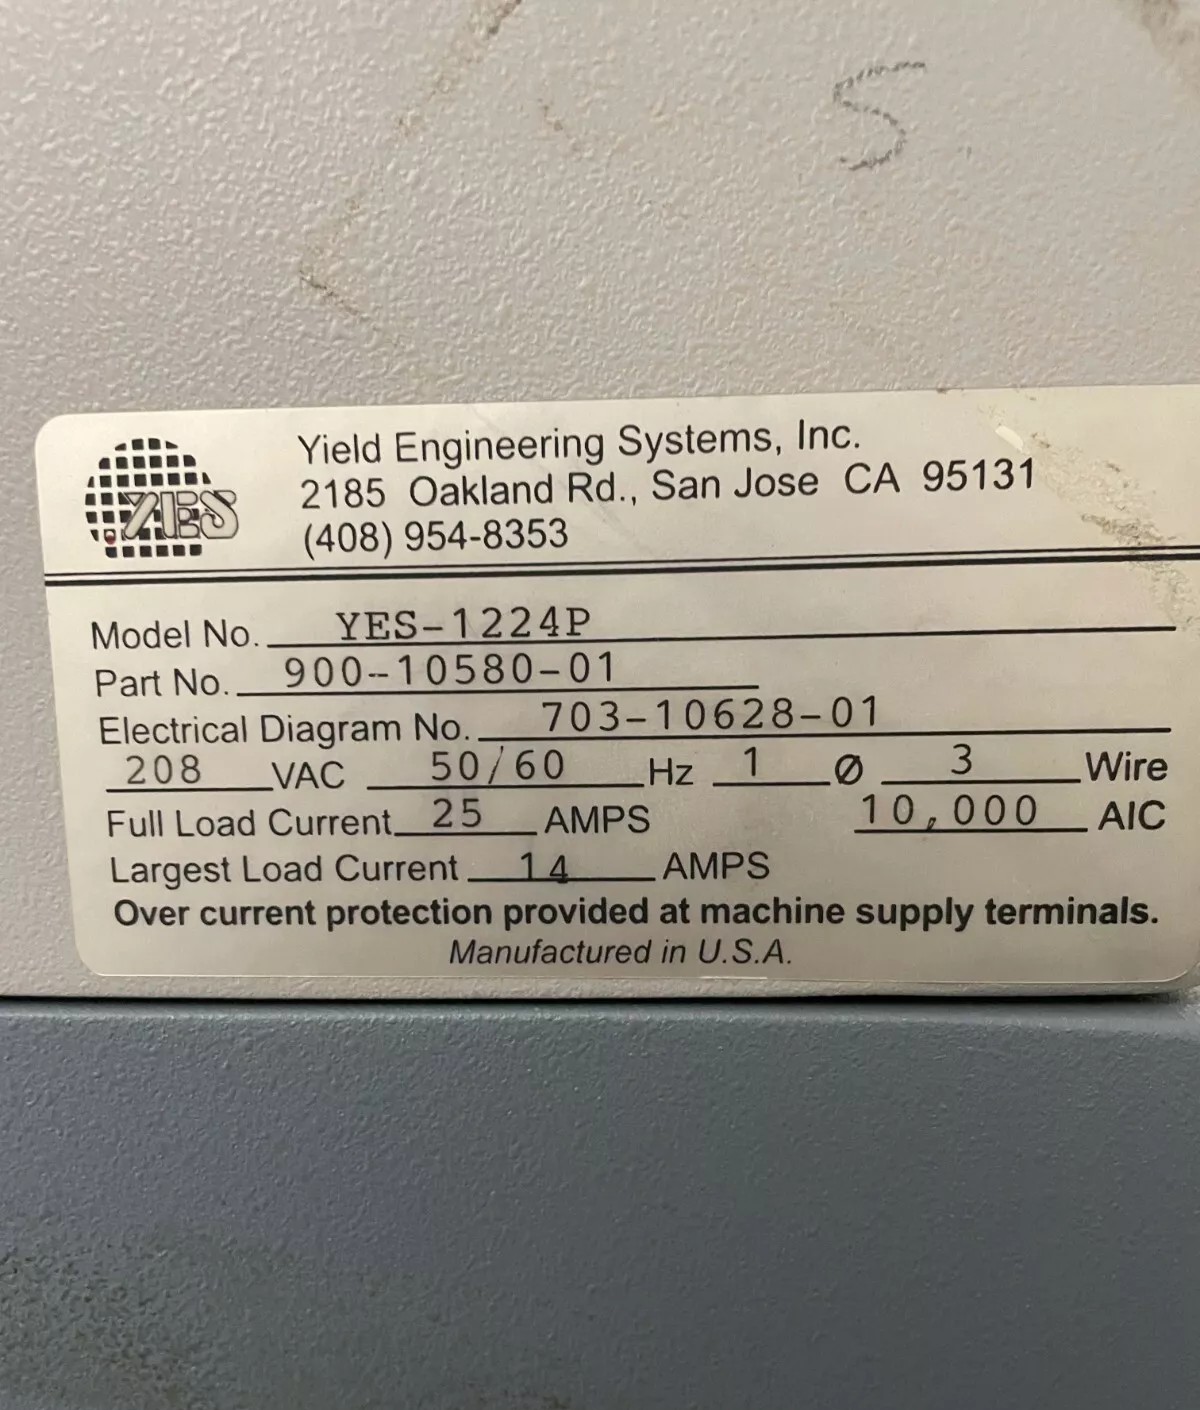 S
Yield Engineering Systems, Inc.
2185 Oakland Rd., San Jose CA 95131
YES
(408) 954-8353
Model No. YES-1224P
Part No. 900-10580-01
Electrical Diagram No. 703-10628-01
208 VAC 50/60 Hz 1 Ø 3 Wire
Full Load Current 25 AMPS 10,000 AIC
Largest Load Current 14 AMPS
Over current protection provided at machine supply terminals.
Manufactured in U.S.A.